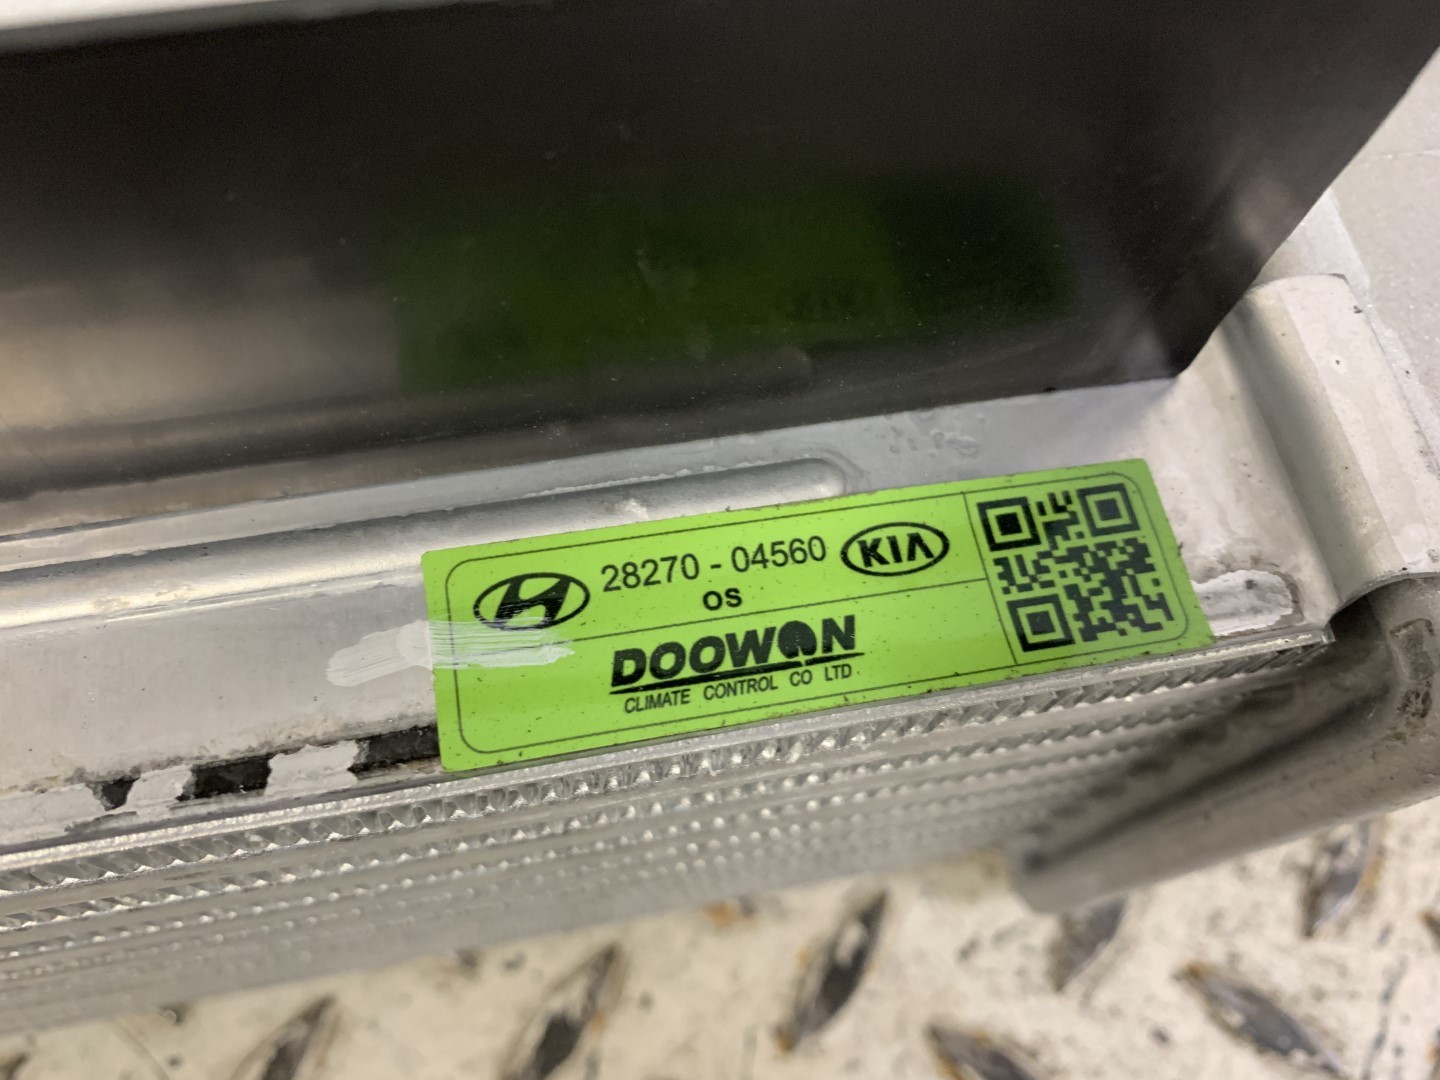 28270 - 04560 KIA
OS
DOOWON
CLIMATE CONTROL CO LTD